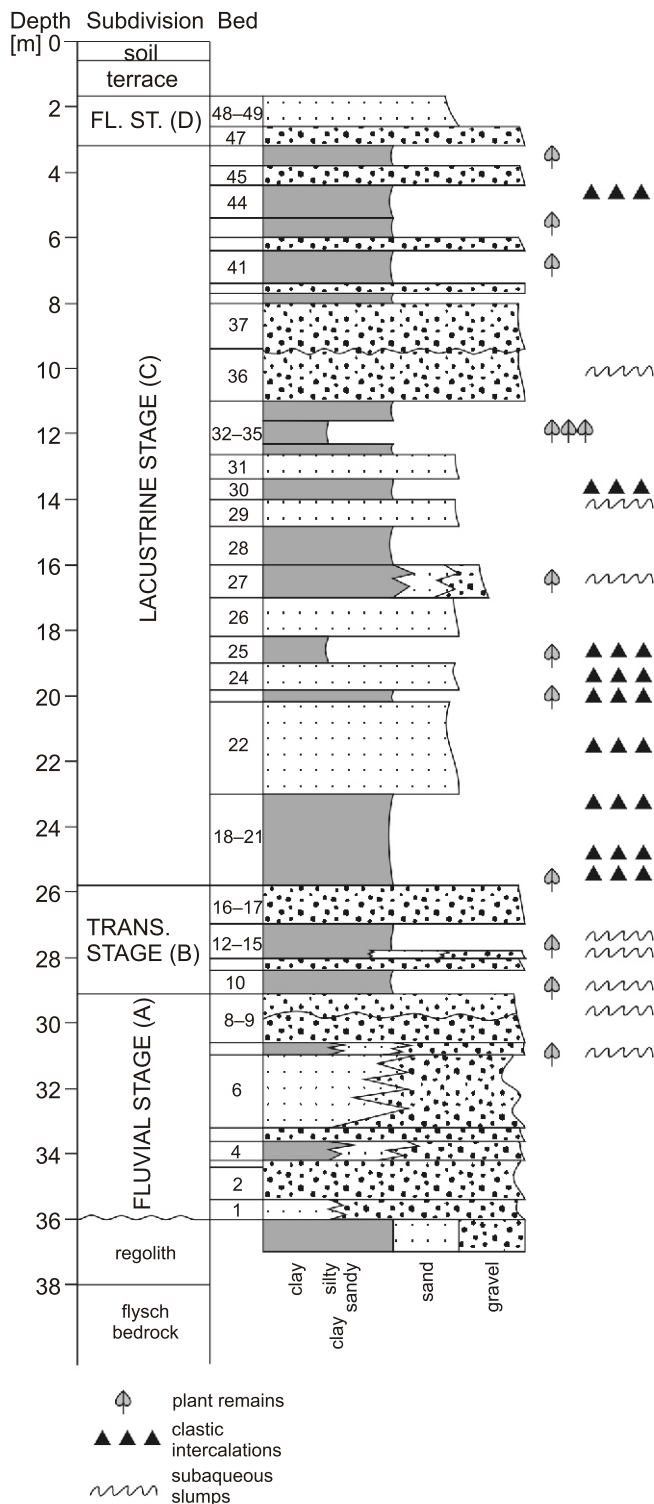 Depth Subdivision Bed
[m]
0
soil
terrace
2
48–49
FL. ST. (D)
47
4
45
44
6
41
8
37
10
36
12
32–35
31
14
30
29
LACUSTRINE STAGE (C)
28
16
27
18
26
25
24
20
22
22
24
18–21
26
16–17
TRANS.
STAGE (B)
12–15
28
10
30
8–9
FLUVIAL STAGE (A)
32
6
34
4
2
1
36
regolith
38
clay
silty
sandy
clay
sand
gravel
flysch
bedrock
plant remains
clastic
intercalations
subaqueous
slumps